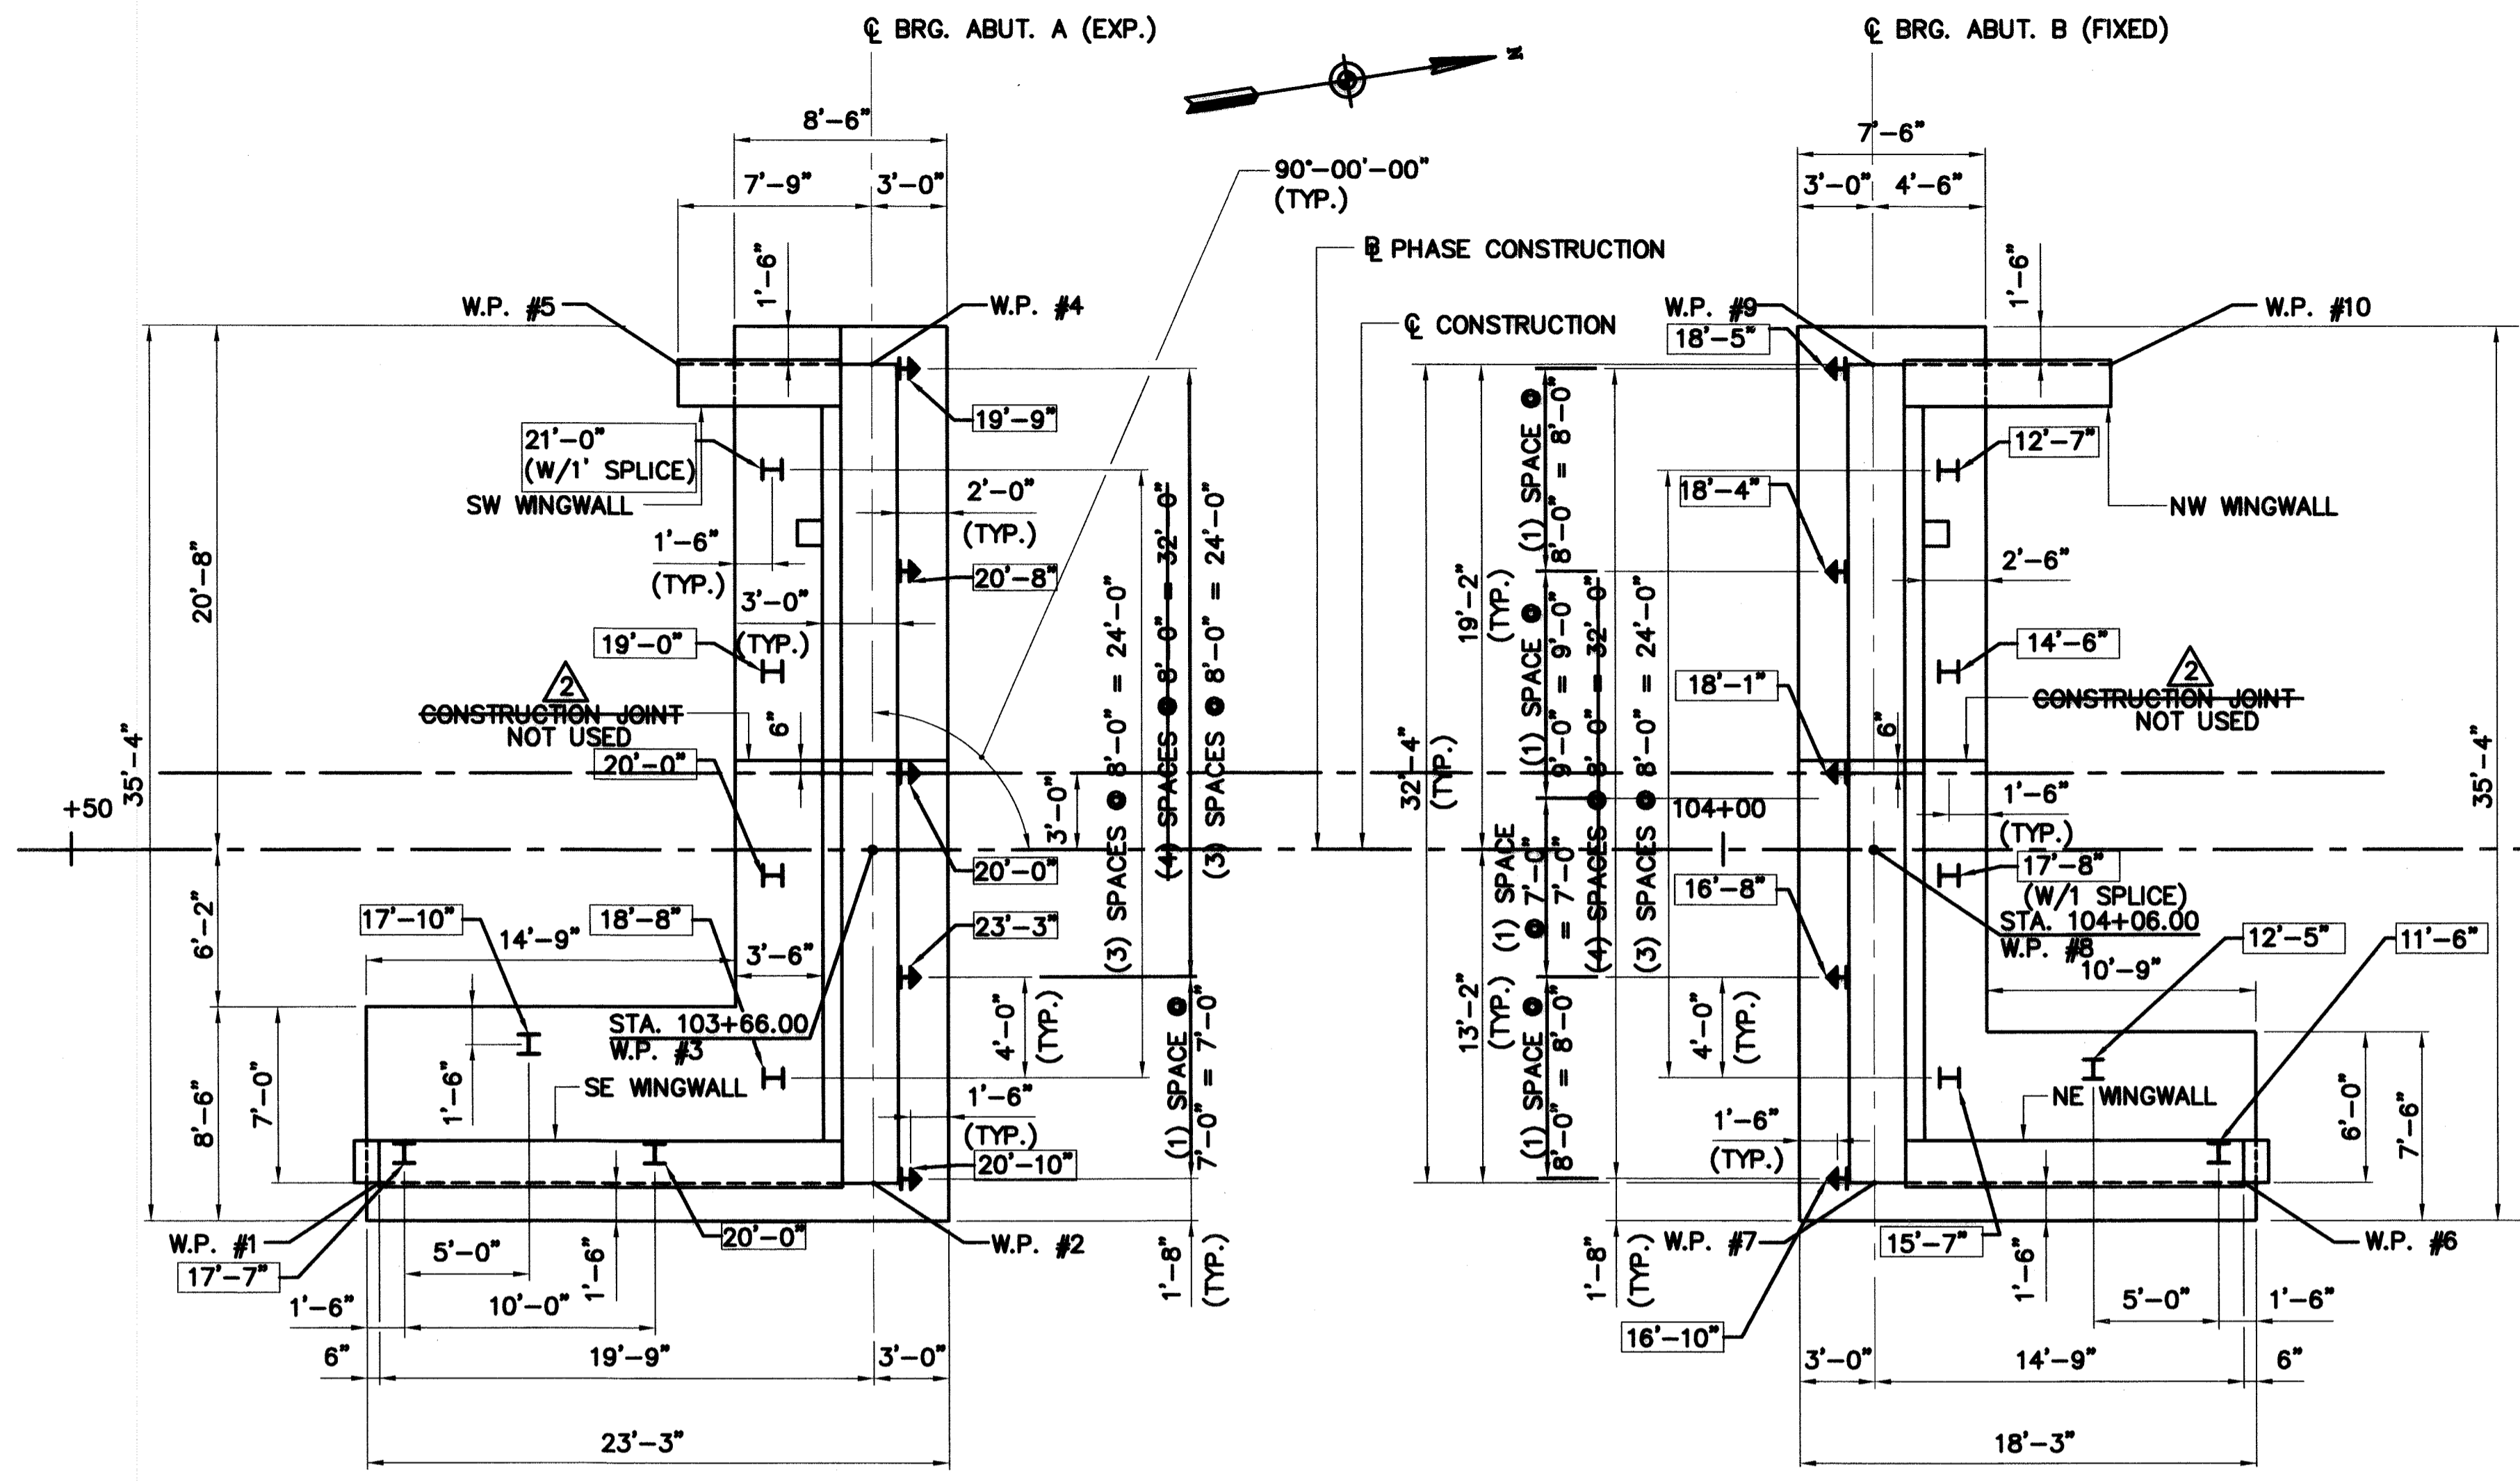 ℄ BRG. ABUT. A (EXP.)
℄ BRG. ABUT. B (FIXED)
N
8'-6"
7'-9"
3'-0"
90°-00'-00"
(TYP.)
7'-6"
3'-0"
4'-6"
PHASE CONSTRUCTION
℄ CONSTRUCTION
1'-6"
1'-6"
W.P. #5
W.P. #4
W.P. #9
18'-5"
W.P. #10
19'-9"
21'-0"
(W/1' SPLICE)
SW WINGWALL
2'-0"
(TYP.)
1'-6"
(TYP.)
20'-8"
3'-0"
(TYP.)
19'-0"
2
CONSTRUCTION JOINT
NOT USED
20'-0"
6"
20'-8"
35'-4"
+50
6'-2"
3'-0"
20'-0"
(3) SPACES @ 8'-0" = 24'-0"
(4) SPACES @ 8'-0" = 32'-0"
(3) SPACES @ 8'-0" = 24'-0"
17'-10"
14'-9"
18'-8"
3'-6"
23'-3"
STA. 103+66.00
W.P. #3
4'-0"
(TYP.)
(1) SPACE @
7'-0" = 7'-0"
1'-6"
SE WINGWALL
8'-6"
7'-0"
1'-6"
(TYP.)
20'-10"
W.P. #1
17'-7"
20'-0"
W.P. #2
5'-0"
1'-6"
1'-8"
(TYP.)
1'-6"
10'-0"
6"
19'-9"
3'-0"
23'-3"
12'-7"
18'-4"
NW WINGWALL
(1) SPACE @
8'-0" = 8'-0"
19'-2"
(TYP.)
(1) SPACE @
9'-0" = 9'-0"
(4) SPACES @ 8'-0" = 32'-0"
(3) SPACES @ 8'-0" = 24'-0"
2'-6"
14'-6"
18'-1"
2
CONSTRUCTION JOINT
NOT USED
6"
32'-4"
(TYP.)
104+00
1'-6"
(TYP.)
35'-4"
(1) SPACE
@ 7'-0"
= 7'-0"
16'-8"
17'-8"
(W/1 SPLICE)
STA. 104+06.00
W.P. #8
12'-5"
11'-6"
10'-9"
13'-2"
(TYP.)
(1) SPACE @
8'-0" = 8'-0"
4'-0"
(TYP.)
NE WINGWALL
6'-0"
7'-6"
1'-6"
(TYP.)
1'-8"
(TYP.)
W.P. #7
15'-7"
1'-6"
W.P. #6
16'-10"
5'-0"
1'-6"
3'-0"
14'-9"
6"
18'-3"